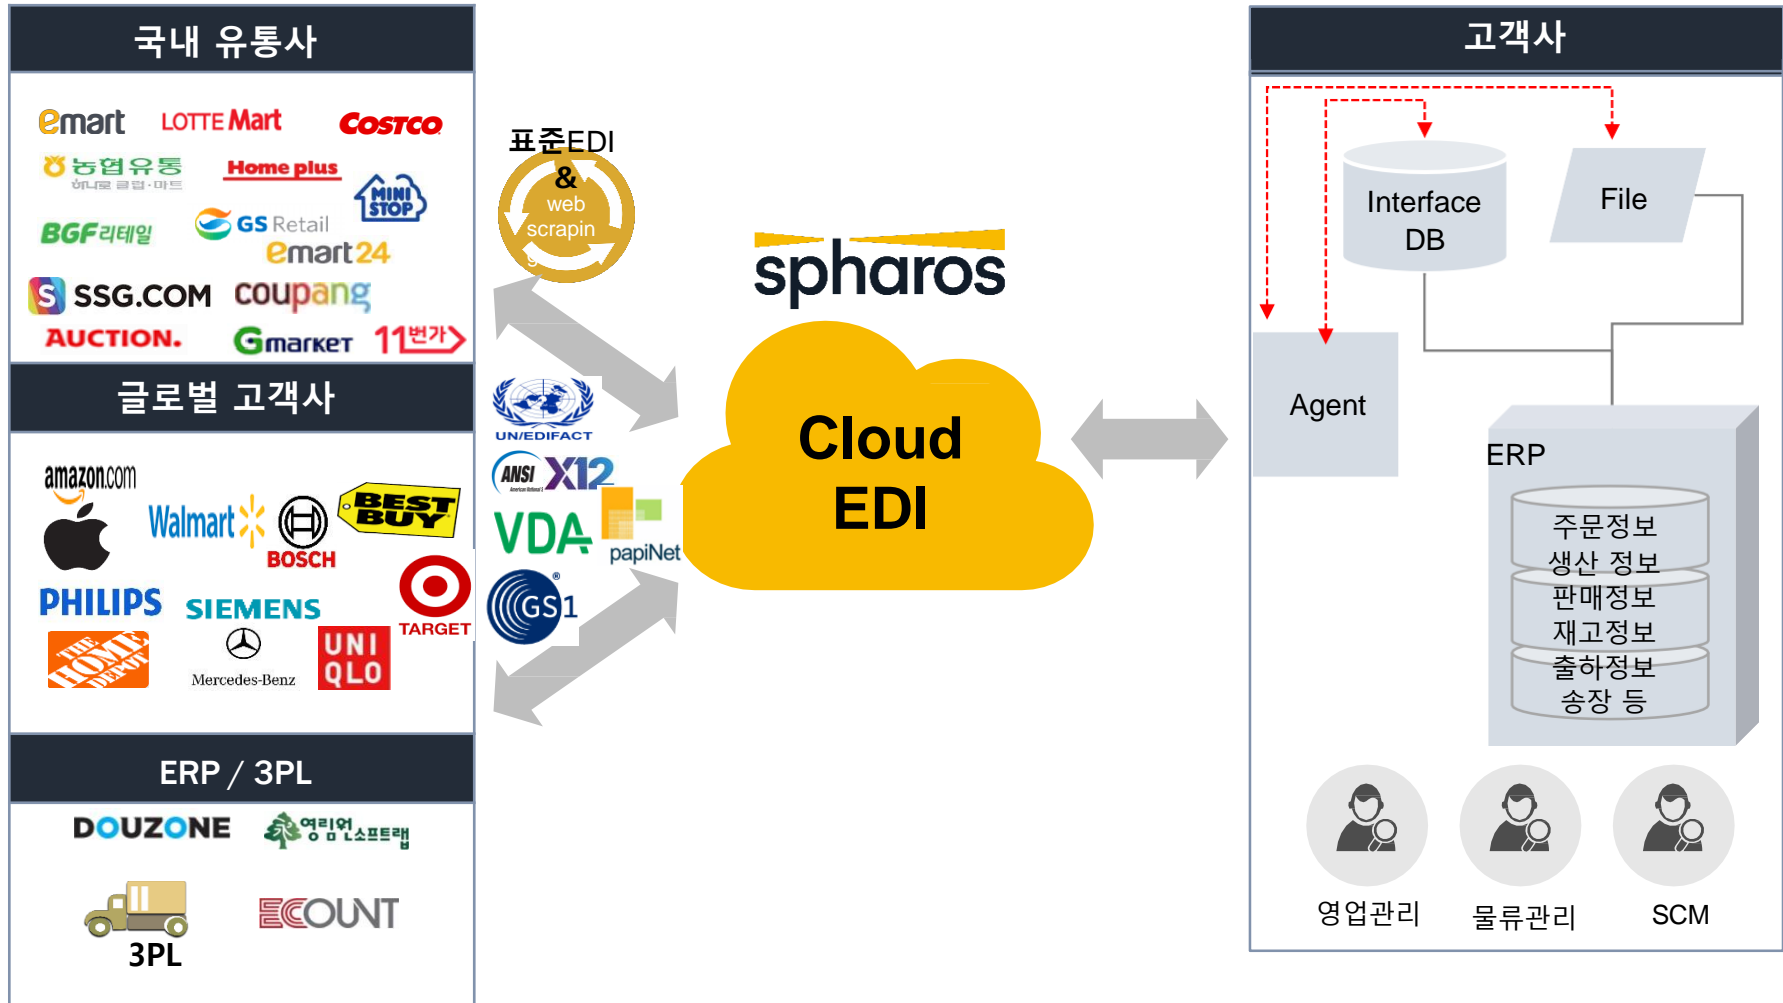 국내 유통사
emart
LOTTE Mart
COSTCO
농협유통
하나로 클럽·마트
Home plus
MINI
STOP
BGF리테일
GS Retail
emart24
S SSG.COM
coupang
AUCTION.
Gmarket
11번가
글로벌 고객사
amazon.com
Walmart
BOSCH
BEST
BUY
PHILIPS
SIEMENS
TARGET
THE
HOME
DEPOT
Mercedes-Benz
UNI
QLO
ERP / 3PL
DOUZONE
영림원소프트랩
3PL
ECOUNT
표준EDI
&
web
scrapin
g
UN/EDIFACT
ANSI
X12
VDA
papiNet
GS1
spharos
Cloud
EDI
고객사
Interface
DB
File
Agent
ERP
주문정보
생산 정보
판매정보
재고정보
출하정보
송장 등
영업관리
물류관리
SCM